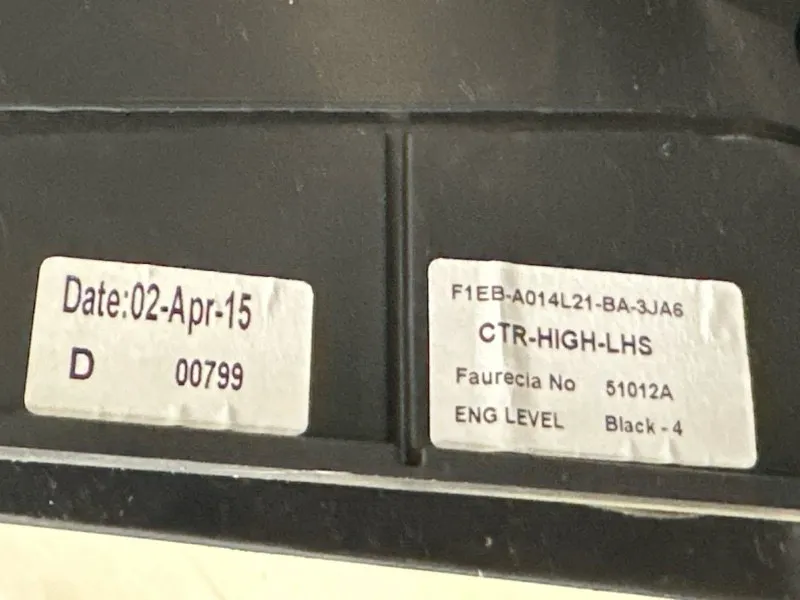 Date:02-Apr-15
D 00799
F1EB-A014L21-BA-3JA6
CTR-HIGH-LHS
Faurecia No 51012A
ENG LEVEL Black - 4